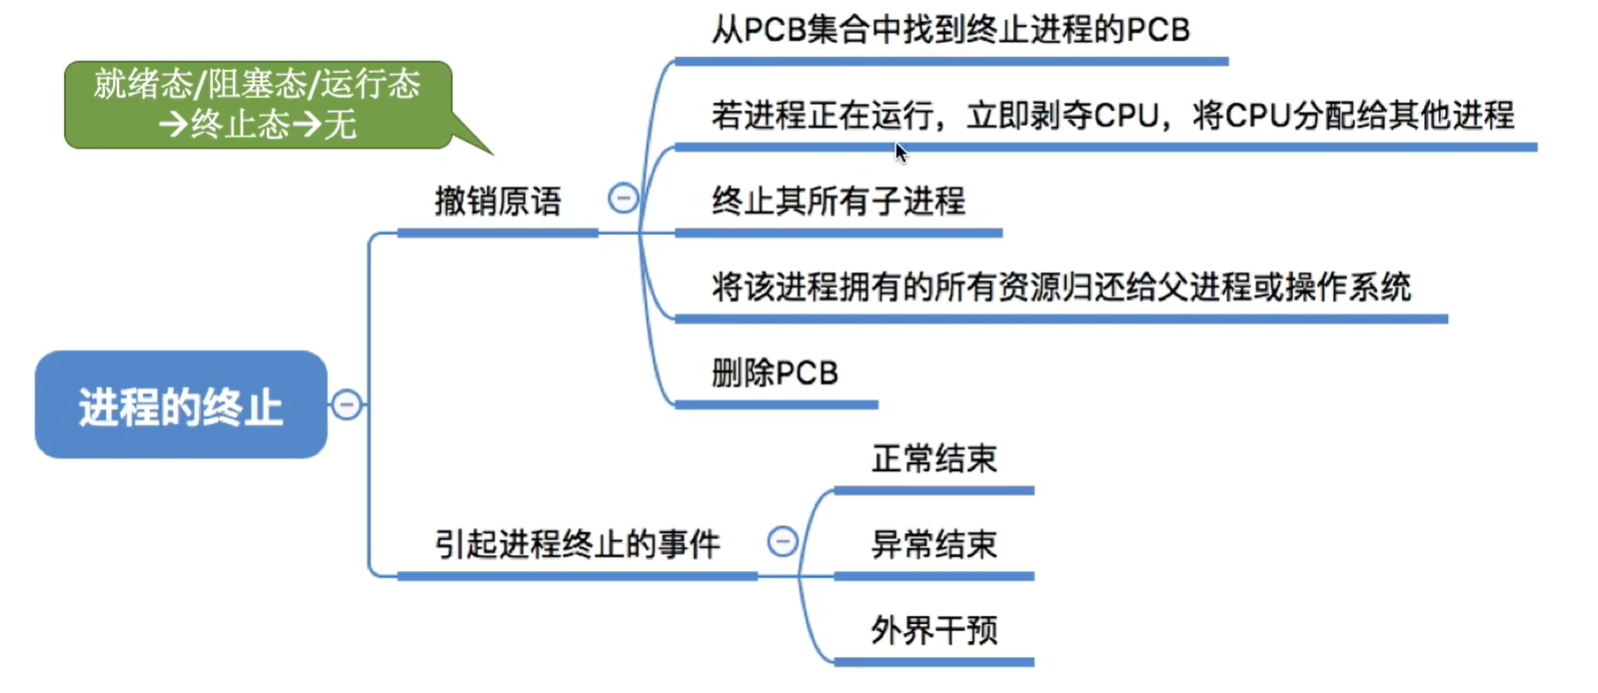 从PCB集合中找到终止进程的PCB
就绪态/阻塞态/运行态
→终止态→无
若进程正在运行，立即剥夺CPU，将CPU分配给其他进程
撤销原语
终止其所有子进程
将该进程拥有的所有资源归还给父进程或操作系统
删除PCB
进程的终止
正常结束
引起进程终止的事件
异常结束
外界干预